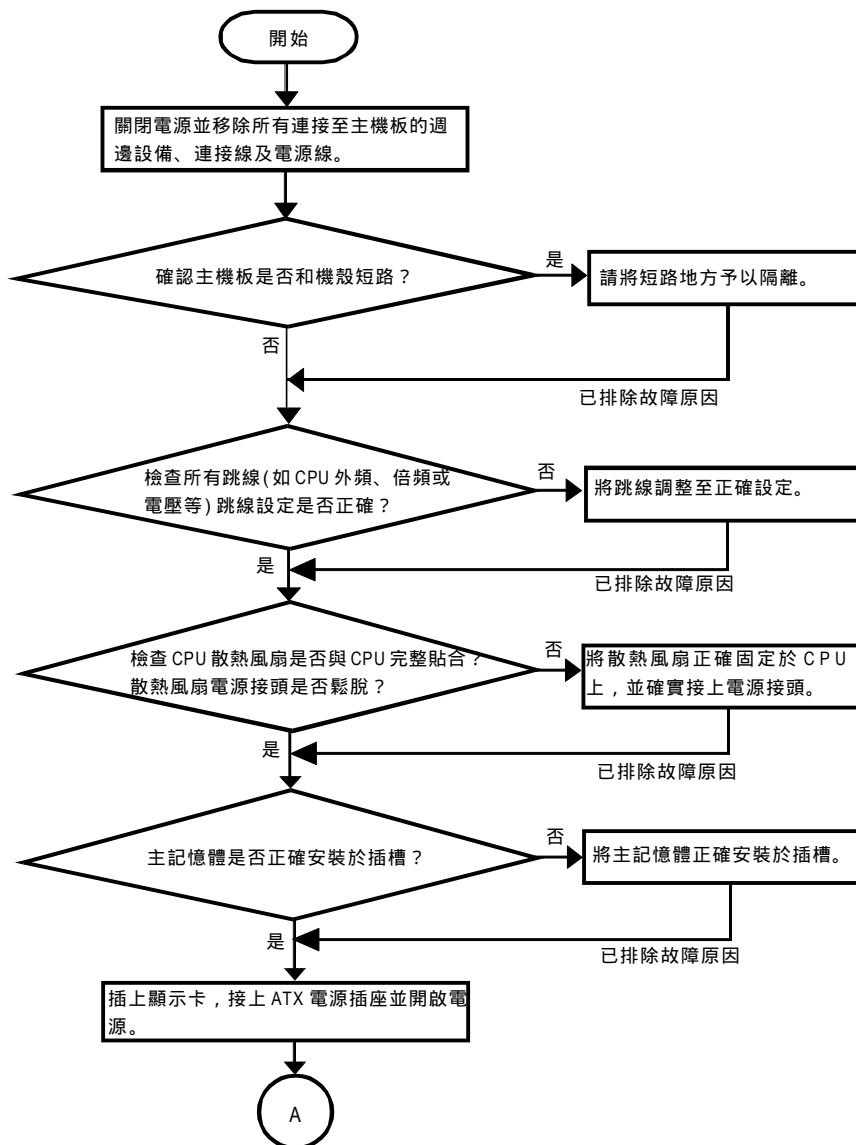 開始
關閉電源並移除所有連接至主機板的週
邊設備、連接線及電源線。
確認主機板是否和機殼短路？
是
請將短路地方予以隔離。
否
已排除故障原因
檢查所有跳線(如 CPU 外頻、倍頻或
電壓等)跳線設定是否正確？
否
將跳線調整至正確設定。
是
已排除故障原因
檢查 CPU 散熱風扇是否與 CPU 完整貼合？
散熱風扇電源接頭是否鬆脫？
否
將散熱風扇正確固定於 CPU
上，並確實接上電源接頭。
是
已排除故障原因
主記憶體是否正確安裝於插槽？
否
將主記憶體正確安裝於插槽。
是
已排除故障原因
插上顯示卡，接上 ATX 電源插座並開啟電
源。
A